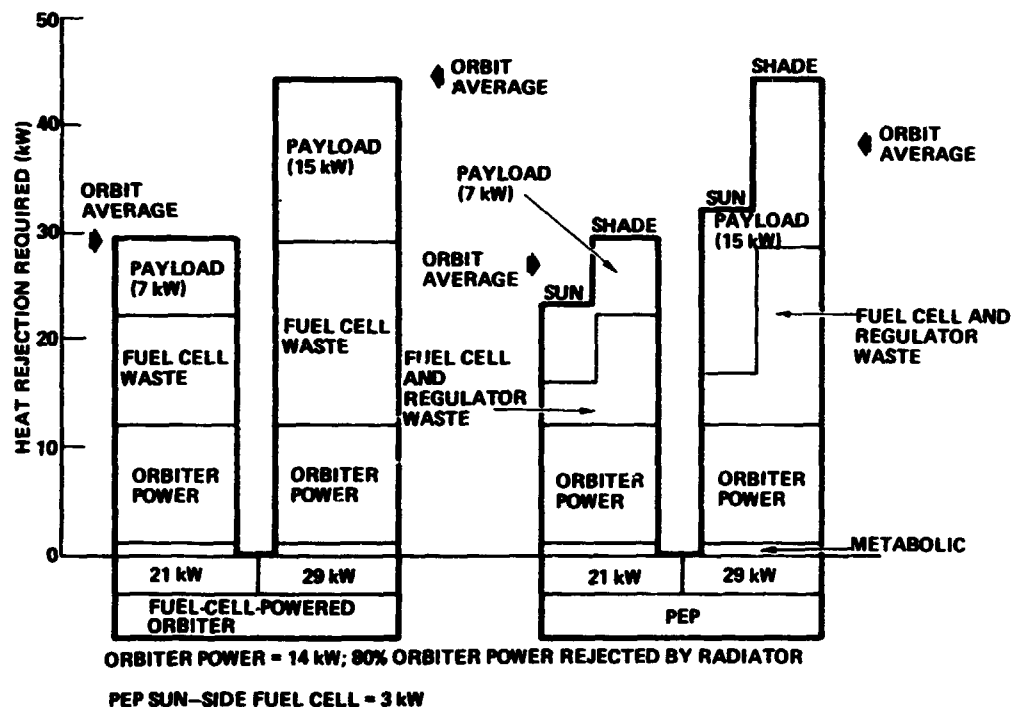 50
40
30
20
10
0
HEAT REJECTION REQUIRED (kW)
ORBIT
AVERAGE
PAYLOAD
(7 kW)
FUEL CELL
WASTE
ORBITER
POWER
ORBIT
AVERAGE
PAYLOAD
(15 kW)
FUEL CELL
WASTE
ORBITER
POWER
PAYLOAD
(7 kW)
SHADE
ORBIT
AVERAGE
SUN
FUEL CELL
AND
REGULATOR
WASTE
ORBITER
POWER
SHADE
ORBIT
AVERAGE
SUN
PAYLOAD
(15 kW)
FUEL CELL AND
REGULATOR
WASTE
ORBITER
POWER
METABOLIC
21 kW
29 kW
21 kW
29 kW
FUEL-CELL-POWERED
ORBITER
PEP
ORBITER POWER = 14 kW; 80% ORBITER POWER REJECTED BY RADIATOR
PEP SUN-SIDE FUEL CELL = 3 kW